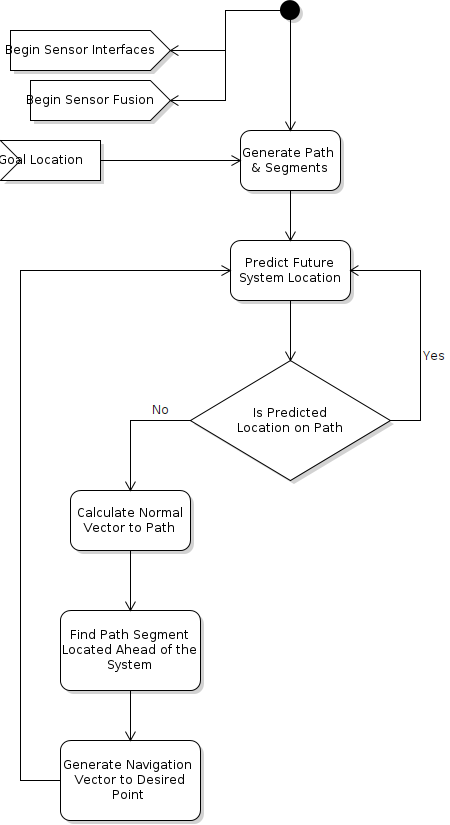 Begin Sensor Interfaces
Begin Sensor Fusion
Goal Location
Generate Path
& Segments
Predict Future
System Location
Yes
Is Predicted
Location on Path
No
Calculate Normal
Vector to Path
Find Path Segment
Located Ahead of the
System
Generate Navigation
Vector to Desired
Point